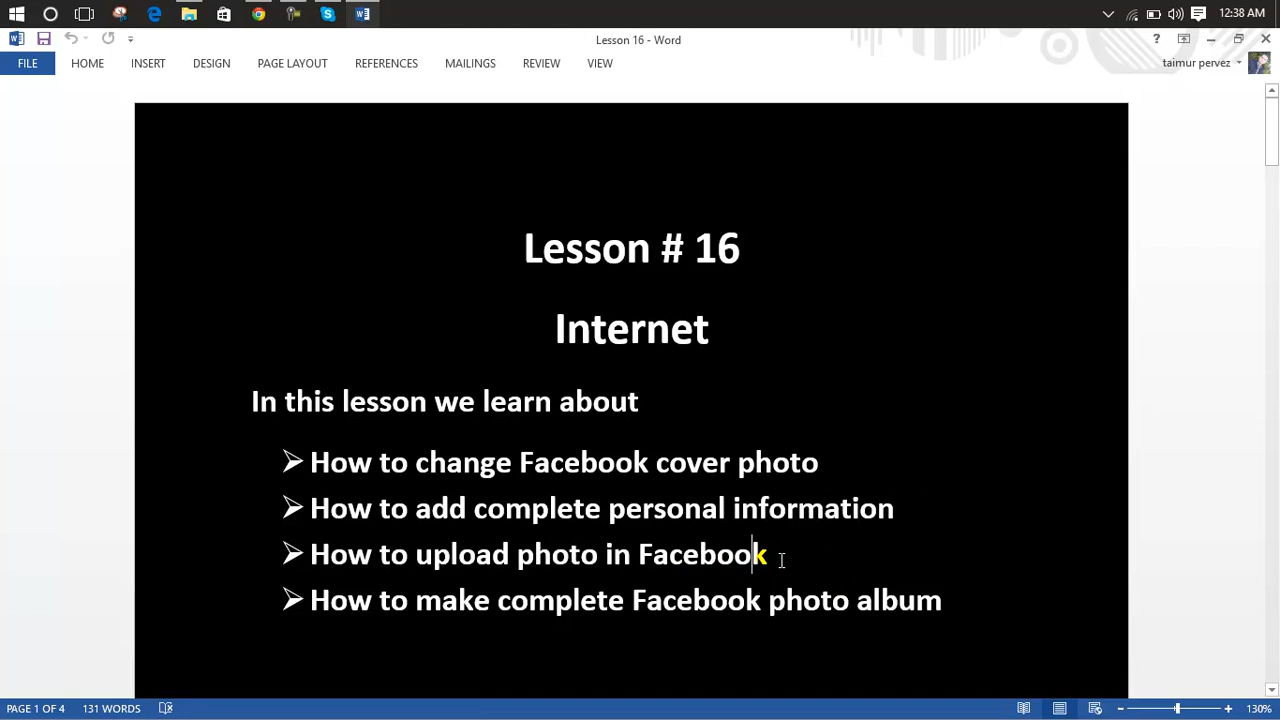 12:38 AM
Lesson 16 - Word
?
FILE HOME INSERT DESIGN PAGE LAYOUT REFERENCES MAILINGS REVIEW VIEW taimur pervez
Lesson # 16
Internet
In this lesson we learn about
➢ How to change Facebook cover photo
➢ How to add complete personal information
➢ How to upload photo in Facebook
➢ How to make complete Facebook photo album
PAGE 1 OF 4 131 WORDS 130%